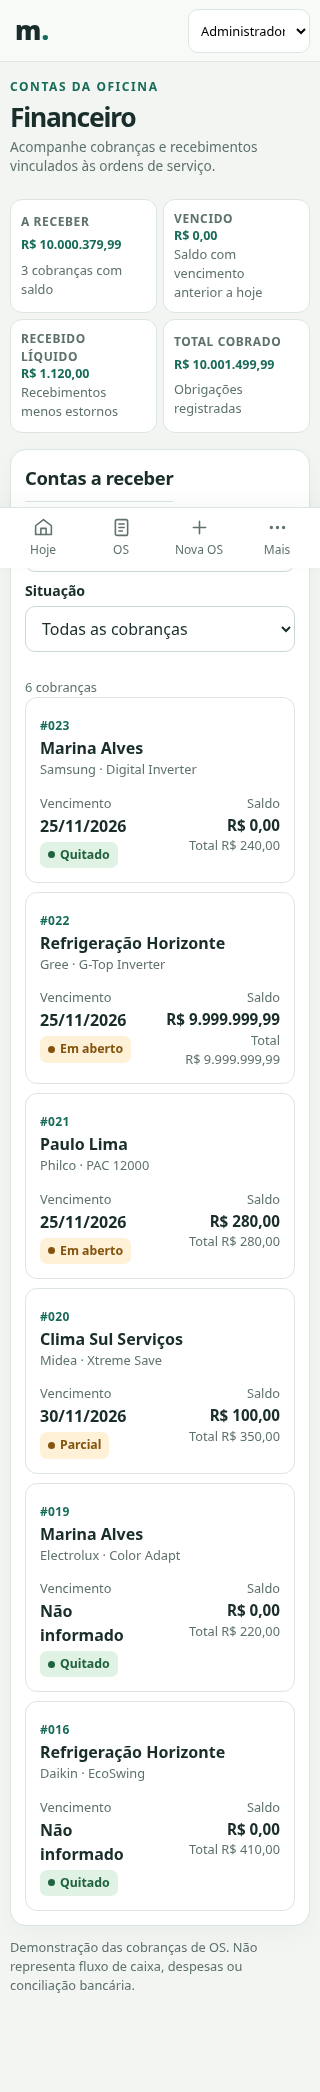 m.
Administrador
CONTAS DA OFICINA
Financeiro
Acompanhe cobranças e recebimentos
vinculados às ordens de serviço.
A RECEBER
R$ 10.000.379,99
3 cobranças com
saldo
VENCIDO
R$ 0,00
Saldo com
vencimento
anterior a hoje
RECEBIDO
LÍQUIDO
R$ 1.120,00
Recebimentos
menos estornos
TOTAL COBRADO
R$ 10.001.499,99
Obrigações
registradas
Contas a receber
Hoje
OS
Nova OS
Mais
Situação
Todas as cobranças
6 cobranças
#023
Marina Alves
Samsung · Digital Inverter
Vencimento
25/11/2026
Quitado
Saldo
R$ 0,00
Total R$ 240,00
#022
Refrigeração Horizonte
Gree · G-Top Inverter
Vencimento
25/11/2026
Em aberto
Saldo
R$ 9.999.999,99
Total
R$ 9.999.999,99
#021
Paulo Lima
Philco · PAC 12000
Vencimento
25/11/2026
Em aberto
Saldo
R$ 280,00
Total R$ 280,00
#020
Clima Sul Serviços
Midea · Xtreme Save
Vencimento
30/11/2026
Parcial
Saldo
R$ 100,00
Total R$ 350,00
#019
Marina Alves
Electrolux · Color Adapt
Vencimento
Não
informado
Quitado
Saldo
R$ 0,00
Total R$ 220,00
#016
Refrigeração Horizonte
Daikin · EcoSwing
Vencimento
Não
informado
Quitado
Saldo
R$ 0,00
Total R$ 410,00
Demonstração das cobranças de OS. Não
representa fluxo de caixa, despesas ou
conciliação bancária.